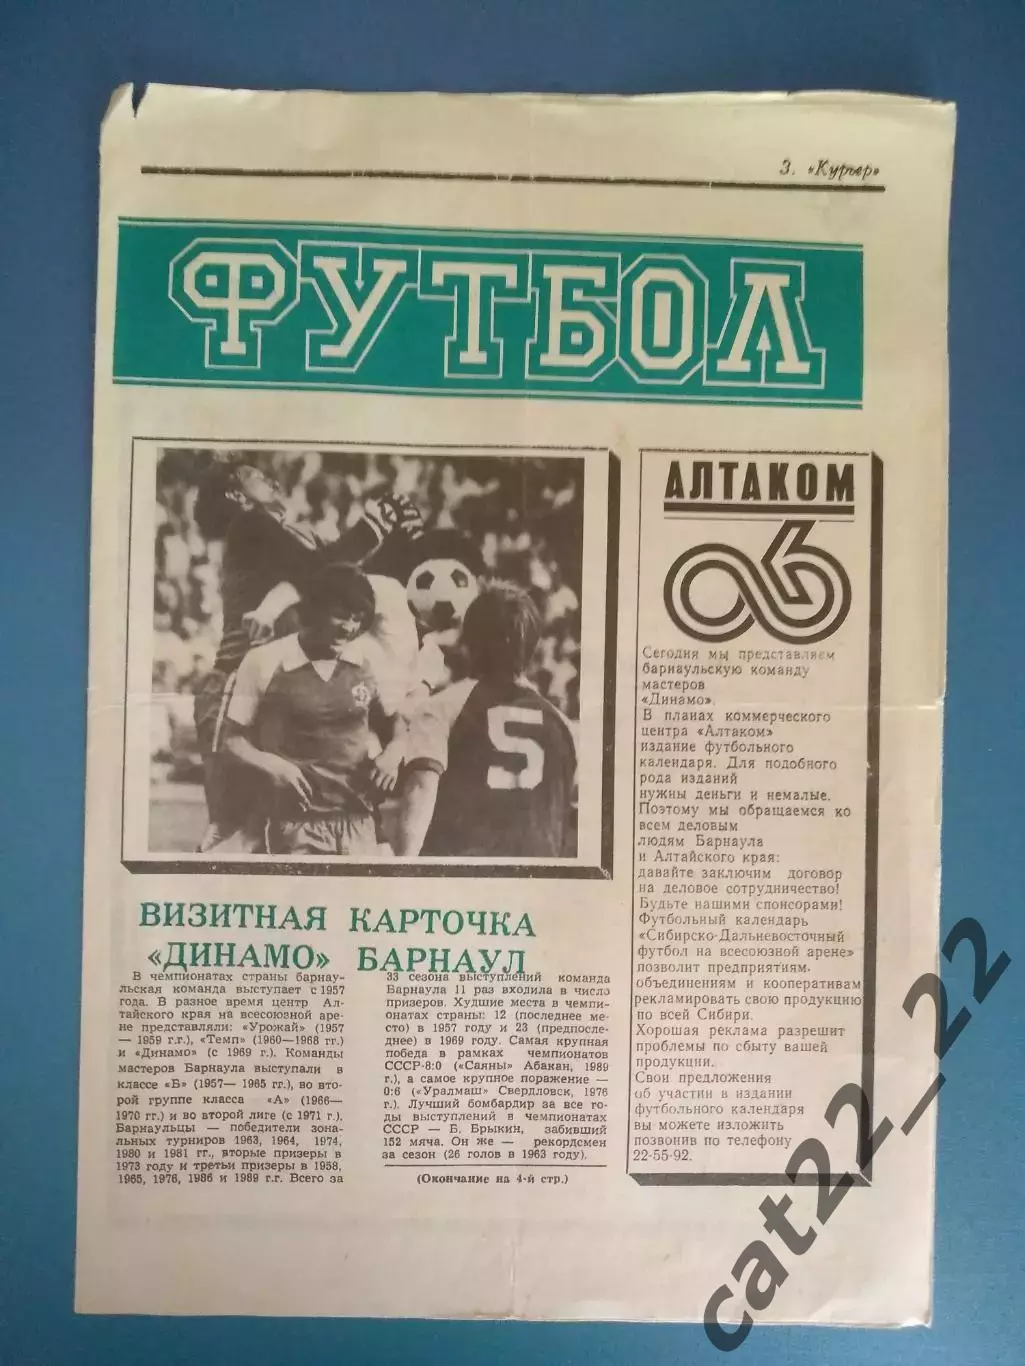 3. «Курьер»
ФУТБОЛ
5
ВИЗИТНАЯ КАРТОЧКА
«ДИНАМО» БАРНАУЛ
В чемпионатах страны барнау-
льская команда выступает с 1957
года. В разное время центр Ал-
тайского края на всесоюзной аре-
не представляли: «Урожай» (1957
— 1959 г.г.), «Темп» (1960—1968 гг.)
и «Динамо» (с 1969 г.). Команды
мастеров Барнаула выступали в
классе «Б» (1957— 1965 гг.), во вто-
рой группе класса «А» (1966—
1970 гг.) и во второй лиге (с 1971 г.).
Барнаульцы — победители зона-
льных турниров 1963, 1964, 1974,
1980 и 1981 гг., вторые призеры в
1973 году и третьи призеры в 1958,
1965, 1976, 1986 и 1989 г.г. Всего за
33 сезона выступлений команда
Барнаула 11 раз входила в число
призеров. Худшие места в чемпи-
онатах страны: 12 (последнее ме-
сто) в 1957 году и 23 (предпослед-
нее) в 1969 году. Самая крупная
победа в рамках чемпионатов
СССР-8:0 («Саяны» Абакан, 1989
г.), а самое крупное поражение —
0:6 («Уралмаш» Свердловск, 1976
г.). Лучший бомбардир за все го-
ды выступлений в чемпионатах
СССР — Б. Брыкин, забивший
152 мяча. Он же — рекордсмен
за сезон (26 голов в 1963 году).
(Окончание на 4-й стр.)
АЛТАКОМ
Сегодня мы представляем
барнаульскую команду
мастеров
«Динамо».
В планах коммерческого
центра «Алтаком»
издание футбольного
календаря. Для подобного
рода изданий
нужны деньги и немалые.
Поэтому мы обращаемся ко
всем деловым
людям Барнаула
и Алтайского края:
давайте заключим договор
на деловое сотрудничество!
Будьте нашими спонсорами!
Футбольный календарь
«Сибирско-Дальневосточный
футбол на всесоюзной арене»
позволит предприятиям,
объединениям и кооперативам
рекламировать свою продукцию
по всей Сибири.
Хорошая реклама разрешит
проблемы по сбыту вашей
продукции.
Свои предложения
об участии в издании
футбольного календаря
вы можете изложить
позвонив по телефону
22-55-92.
cat22_22